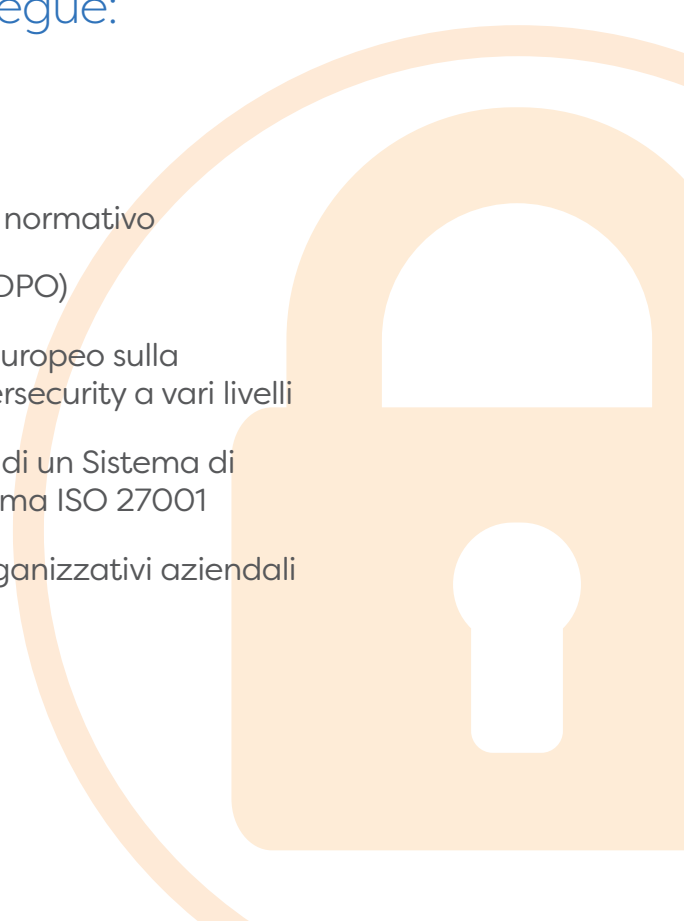 egue:
normativo
DPO)
uropeo sulla
ersecurity a vari livelli
di un Sistema di
ma ISO 27001
ganizzativi aziendali